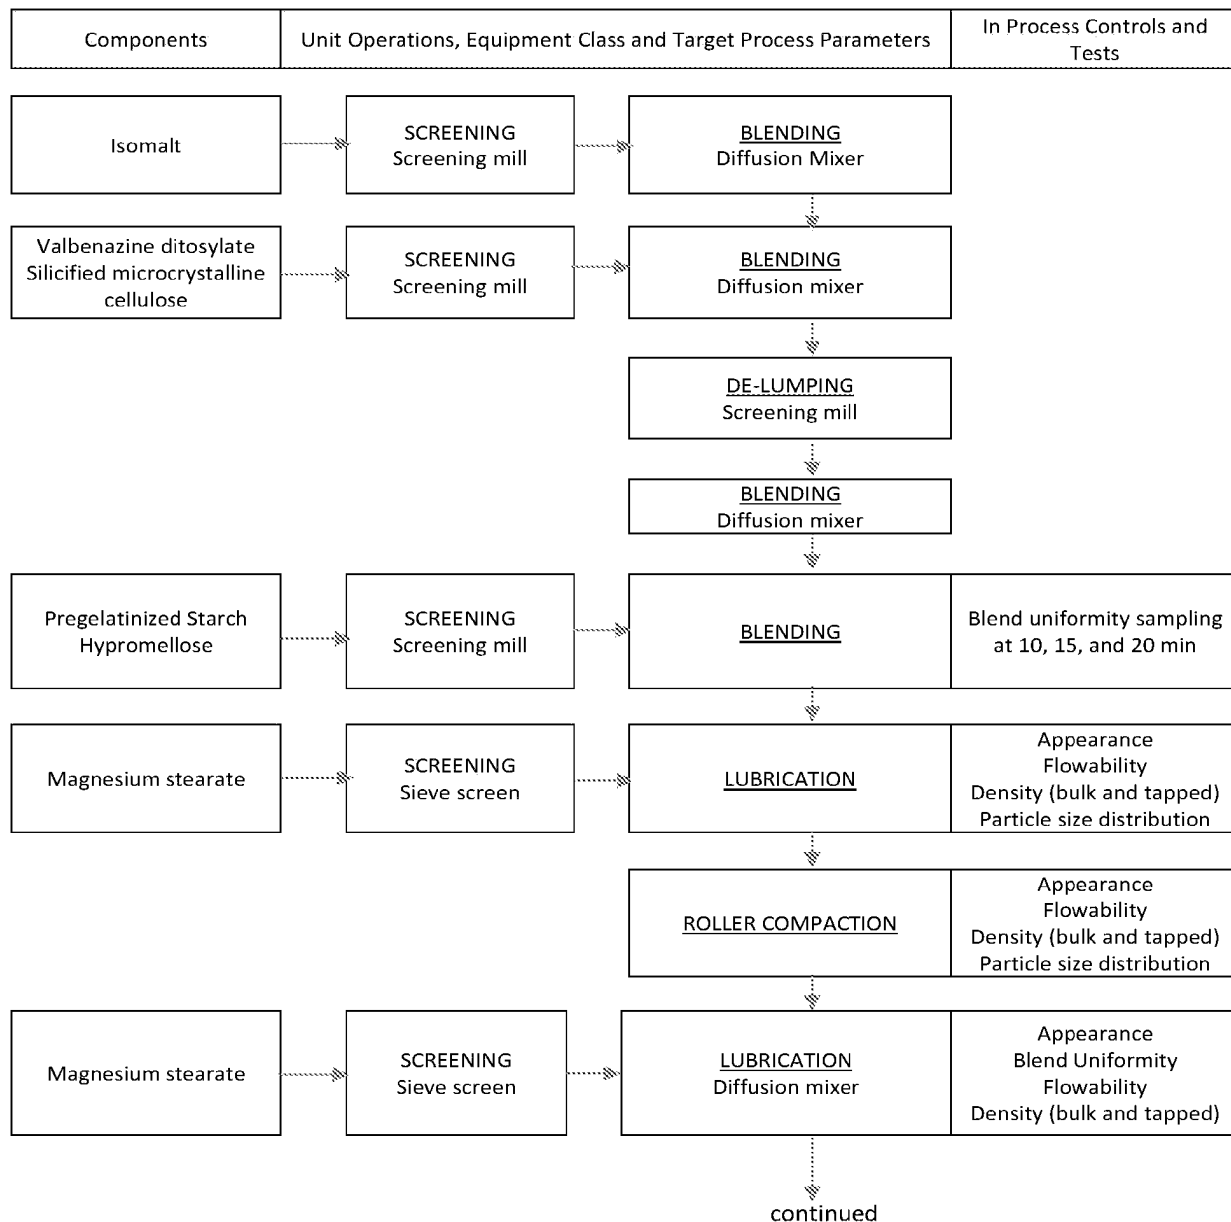 Components
Unit Operations, Equipment Class and Target Process Parameters
In Process Controls and
Tests
Isomalt
SCREENING
Screening mill
BLENDING
Diffusion Mixer
Valbenazine ditosylate
Silicified microcrystalline
cellulose
SCREENING
Screening mill
BLENDING
Diffusion mixer
DE-LUMPING
Screening mill
BLENDING
Diffusion mixer
Pregelatinized Starch
Hypromellose
SCREENING
Screening mill
BLENDING
Blend uniformity sampling
at 10, 15, and 20 min
Magnesium stearate
SCREENING
Sieve screen
LUBRICATION
Appearance
Flowability
Density (bulk and tapped)
Particle size distribution
ROLLER COMPACTION
Appearance
Flowability
Density (bulk and tapped)
Particle size distribution
Magnesium stearate
SCREENING
Sieve screen
LUBRICATION
Diffusion mixer
Appearance
Blend Uniformity
Flowability
Density (bulk and tapped)
continued